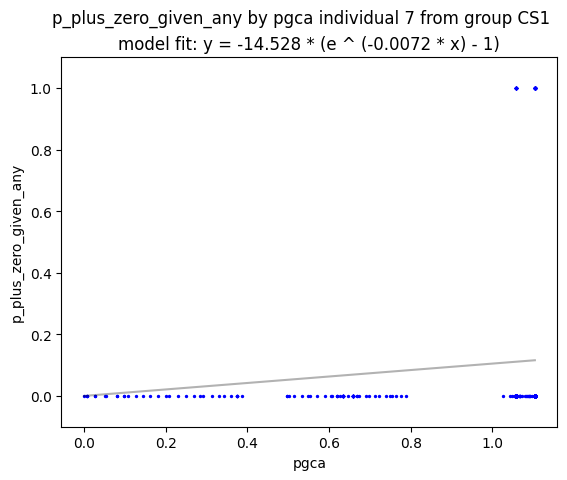 p_plus_zero_given_any by pgca individual 7 from group CS1
model fit: y = -14.528 * (e ^ (-0.0072 * x) - 1)
1.0
0.8
0.6
0.4
0.2
0.0
p_plus_zero_given_any
0.0 0.2 0.4 0.6 0.8 1.0
pgca